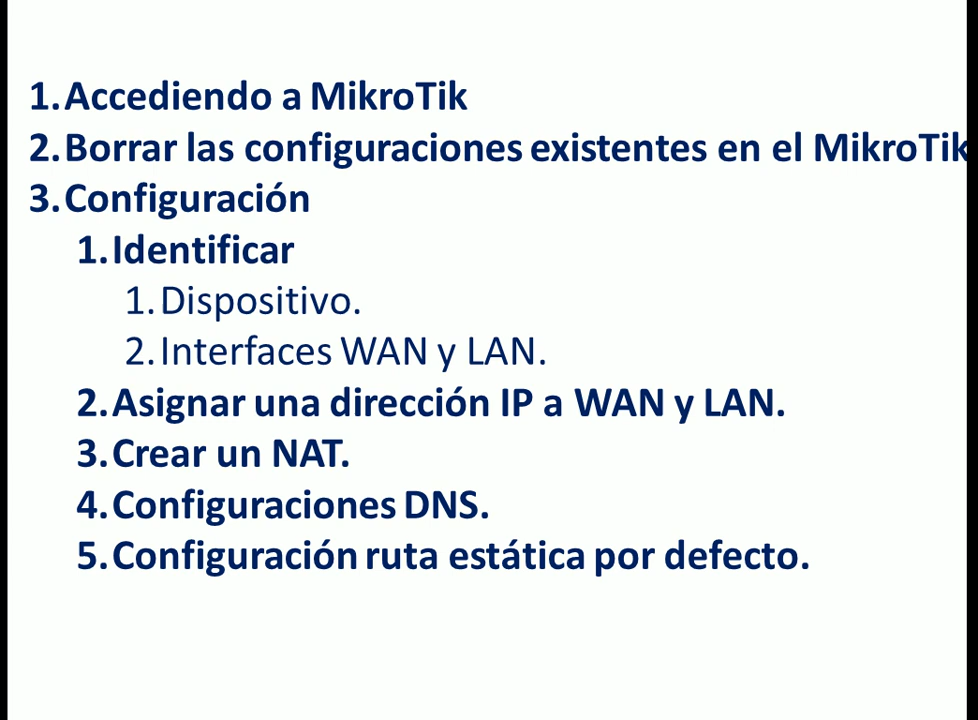 1.Accediendo a MikroTik
2.Borrar las configuraciones existentes en el MikroTik
3.Configuración
1.Identificar
1.Dispositivo.
2.Interfaces WAN y LAN.
2.Asignar una dirección IP a WAN y LAN.
3.Crear un NAT.
4.Configuraciones DNS.
5.Configuración ruta estática por defecto.